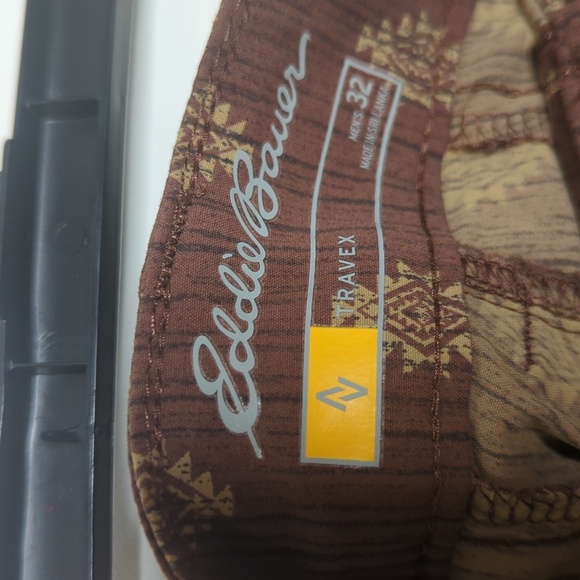 Eddie Bauer
TRAVEX
MEN'S 32
MADE IN SRI LANKA